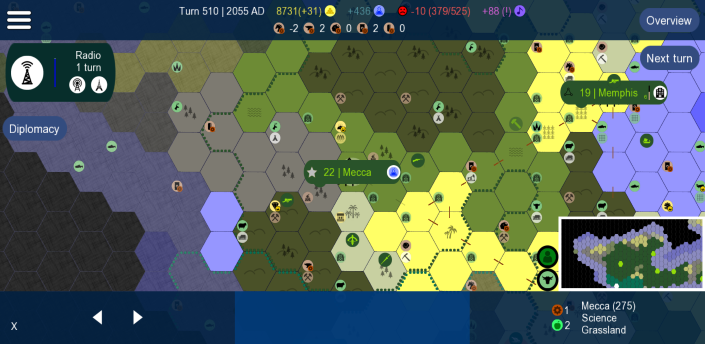 Turn 510 | 2055 AD 8731(+31) +436 -10 (379/525) +88 (!)
-2 2 0 2 0
Overview
Radio
1 turn
Next turn
19 | Memphis
Diplomacy
22 | Mecca
1 Mecca (275)
Science
2 Grassland
X